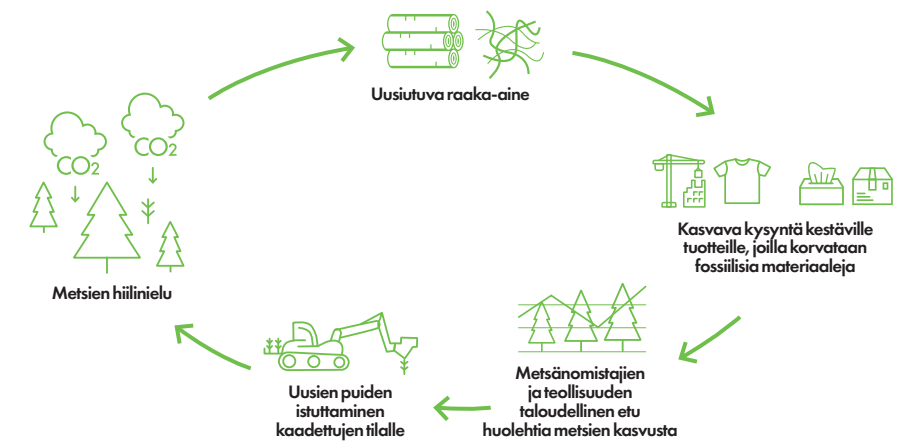 Uusiutuva raaka-aine
CO2
CO2
Kasvava kysyntä kestäville
tuotteille, joilla korvataan
fossiilisia materiaaleja
Metsien hiilinielu
Metsänomistajien
ja teollisuuden
taloudellinen etu
huolehtia metsien kasvusta
Uusien puiden
istuttaminen
kaadettujen tilalle